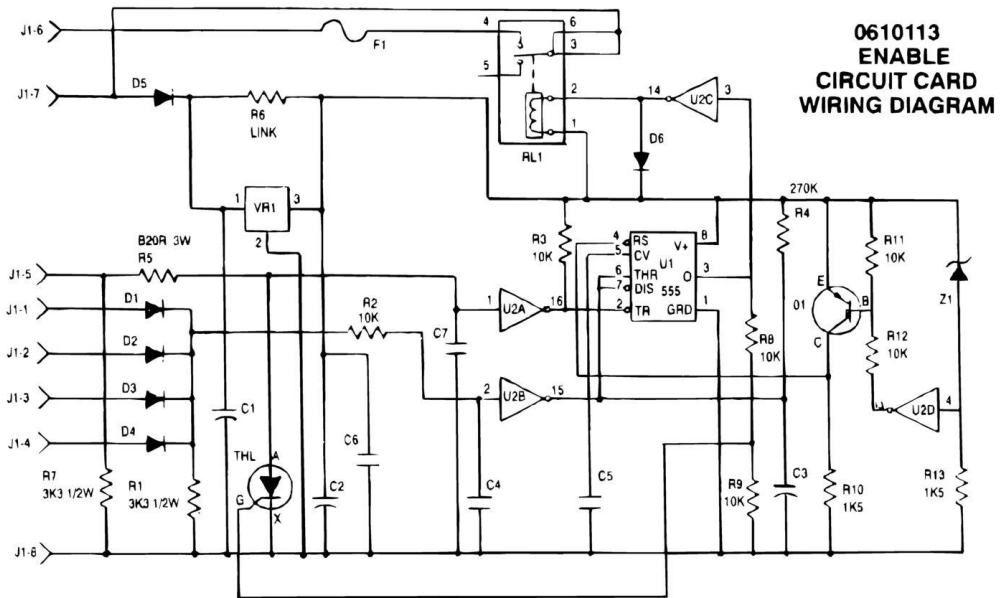 0610113
ENABLE
CIRCUIT CARD
WIRING DIAGRAM
J1-6
F1
4
6
3
5
2
1
RL1
J1-7
D5
R6
LINK
14
U2C
3
D6
1
VR1
3
2
270K
R4
B20R 3W
R5
J1-5
J1-1
D1
J1-2
D2
J1-3
D3
J1-4
D4
R2
10K
R3
10K
4
RS
V+
8
5
CV
U1
6
THR
O
3
7
DIS
555
2
TR
GRD
1
1
U2A
16
2
U2B
15
C7
R8
10K
E
B
01
C
R11
10K
R12
10K
Z1
U2D
4
C1
THL
A
G
X
C2
C6
C4
C5
R9
10K
C3
R10
1K5
R13
1K5
R7
3K3 1/2W
R1
3K3 1/2W
J1-8